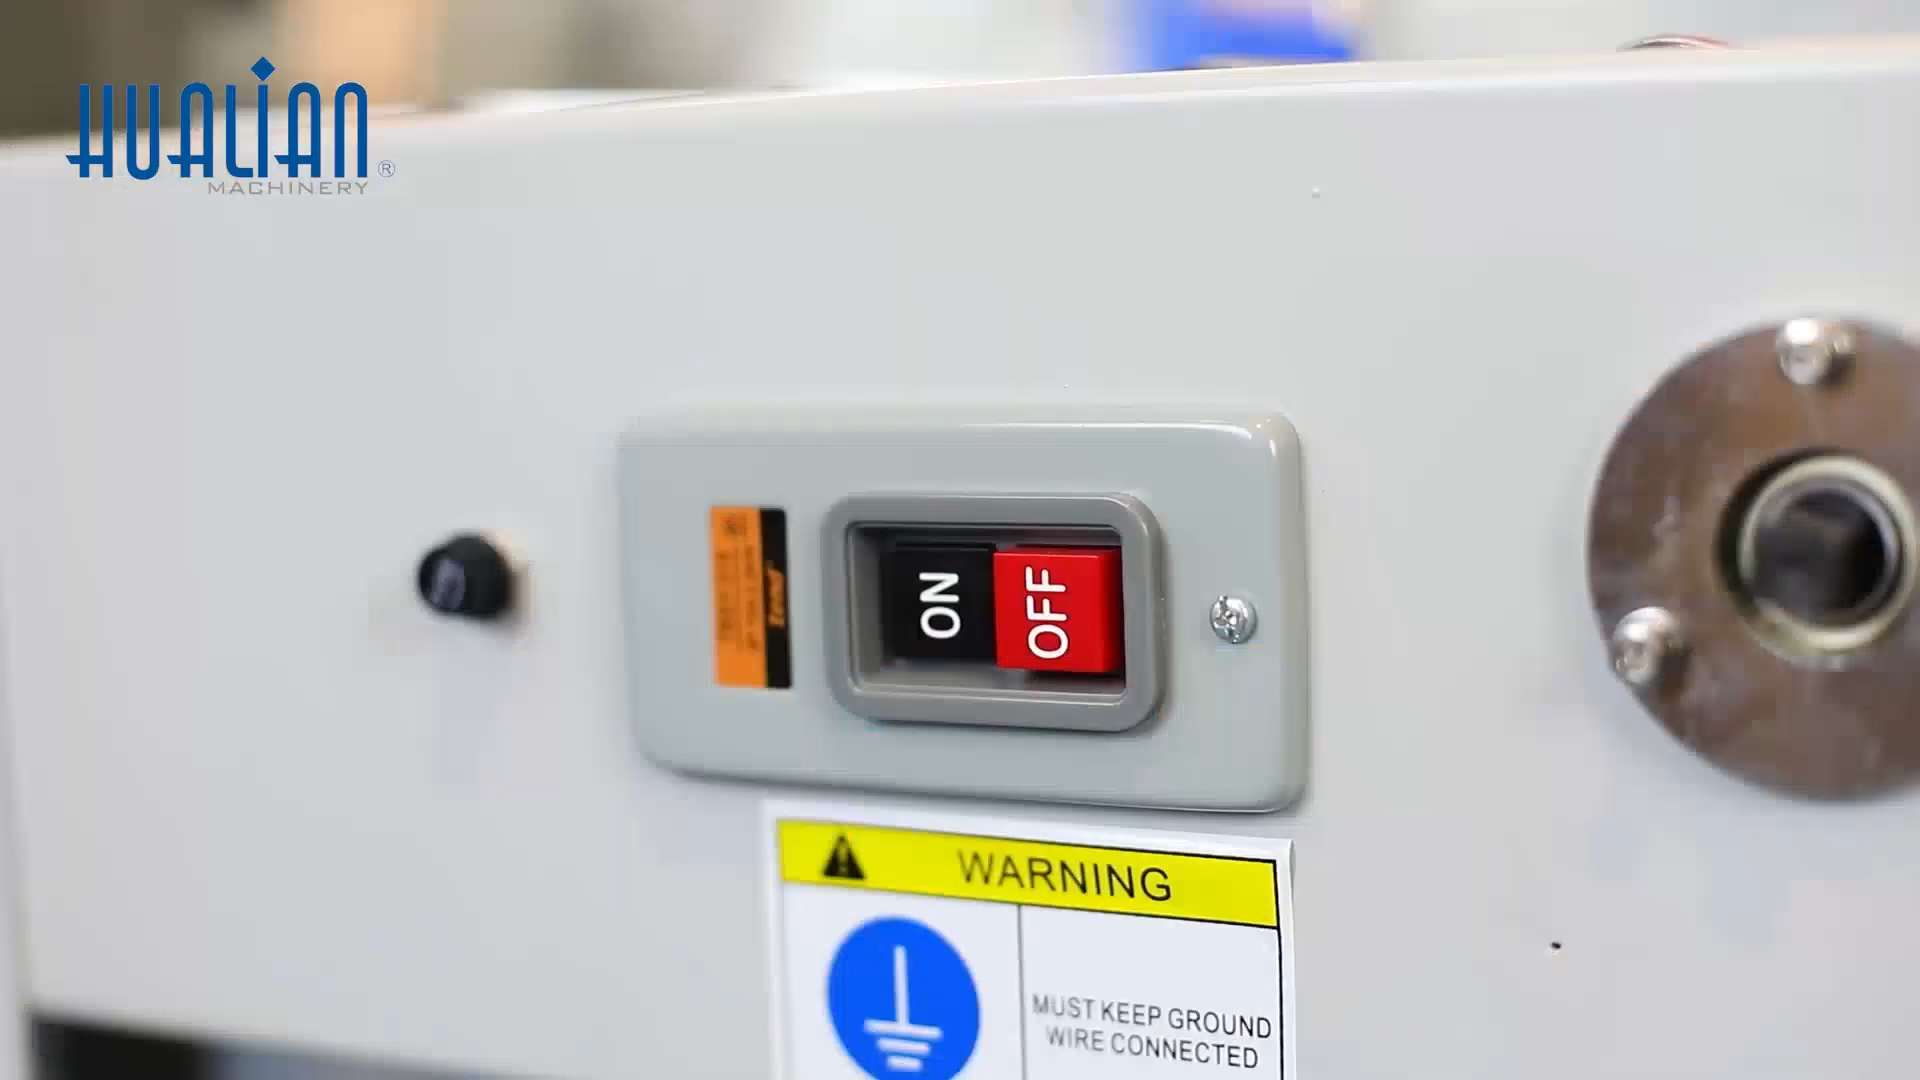 HUALIAN®
MACHINERY
ON
OFF
WARNING
MUST KEEP GROUND
WIRE CONNECTED